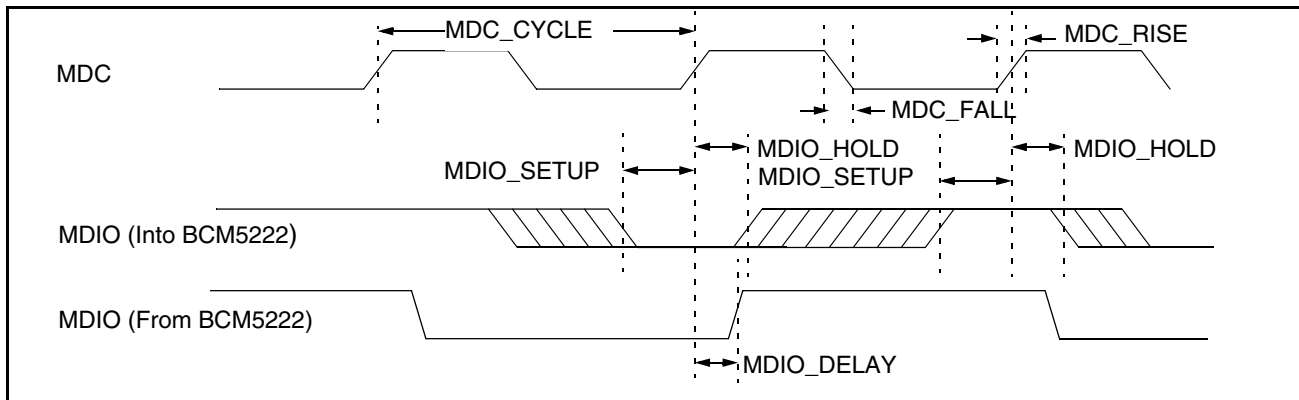 MDC_CYCLE
MDC_RISE
MDC
MDC_FALL
MDIO_HOLD
MDIO_HOLD
MDIO_SETUP
MDIO_SETUP
MDIO (Into BCM5222)
MDIO (From BCM5222)
MDIO_DELAY